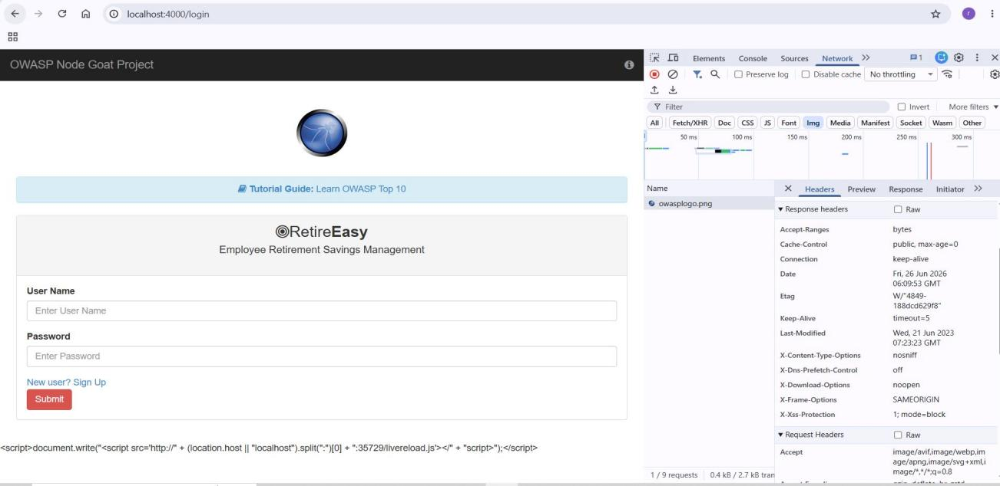 localhost:4000/login
r
OWASP Node Goat Project
Tutorial Guide: Learn OWASP Top 10
RetireEasy
Employee Retirement Savings Management
User Name
Enter User Name
Password
Enter Password
New user? Sign Up
Submit
<script>document.write("<script src='http://" + (location.host || "localhost").split(":")[0] + ":35729/livereload.js'></" + "script>");</script>
Elements Console Sources Network 1
Preserve log Disable cache No throttling
Filter Invert More filters
All Fetch/XHR Doc CSS JS Font Img Media Manifest Socket Wasm Other
50 ms 100 ms 150 ms 200 ms 250 ms 300 ms
Name
owasplogo.png
Headers Preview Response Initiator
Response headers Raw
Accept-Ranges bytes
Cache-Control public, max-age=0
Connection keep-alive
Date Fri, 26 Jun 2026
06:09:53 GMT
Etag W/"4849-
188dcd629f8"
Keep-Alive timeout=5
Last-Modified Wed, 21 Jun 2023
07:23:23 GMT
X-Content-Type-Options nosniff
X-Dns-Prefetch-Control off
X-Download-Options noopen
X-Frame-Options SAMEORIGIN
X-Xss-Protection 1; mode=block
Request Headers Raw
Accept image/avif,image/webp,im
age/apng,image/svg+xml,i
mage/*,*/*;q=0.8
1 / 9 requests 0.4 kB / 2.7 kB tran